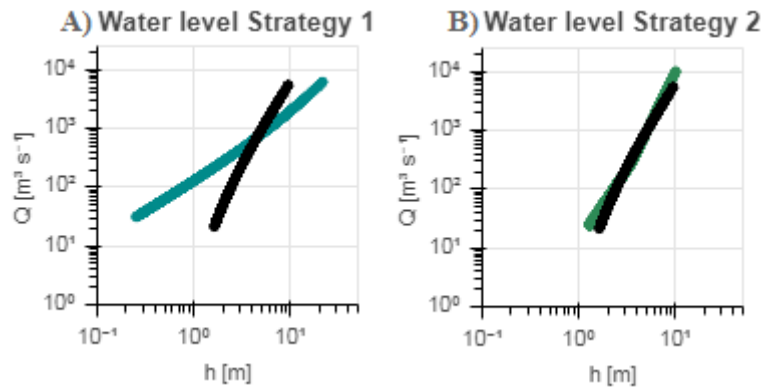 A) Water level Strategy 1
10⁴
10³
10²
10¹
10⁰
Q [m³ s⁻¹]
10⁻¹ 10⁰ 10¹
h [m]
B) Water level Strategy 2
10⁴
10³
10²
10¹
10⁰
Q [m³ s⁻¹]
10⁻¹ 10⁰ 10¹
h [m]